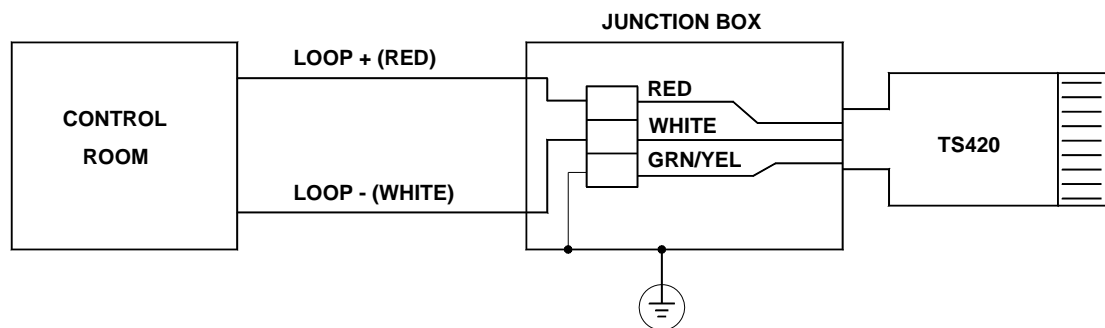 JUNCTION BOX
LOOP + (RED)
RED
CONTROL
ROOM
WHITE
TS420
GRN/YEL
LOOP - (WHITE)